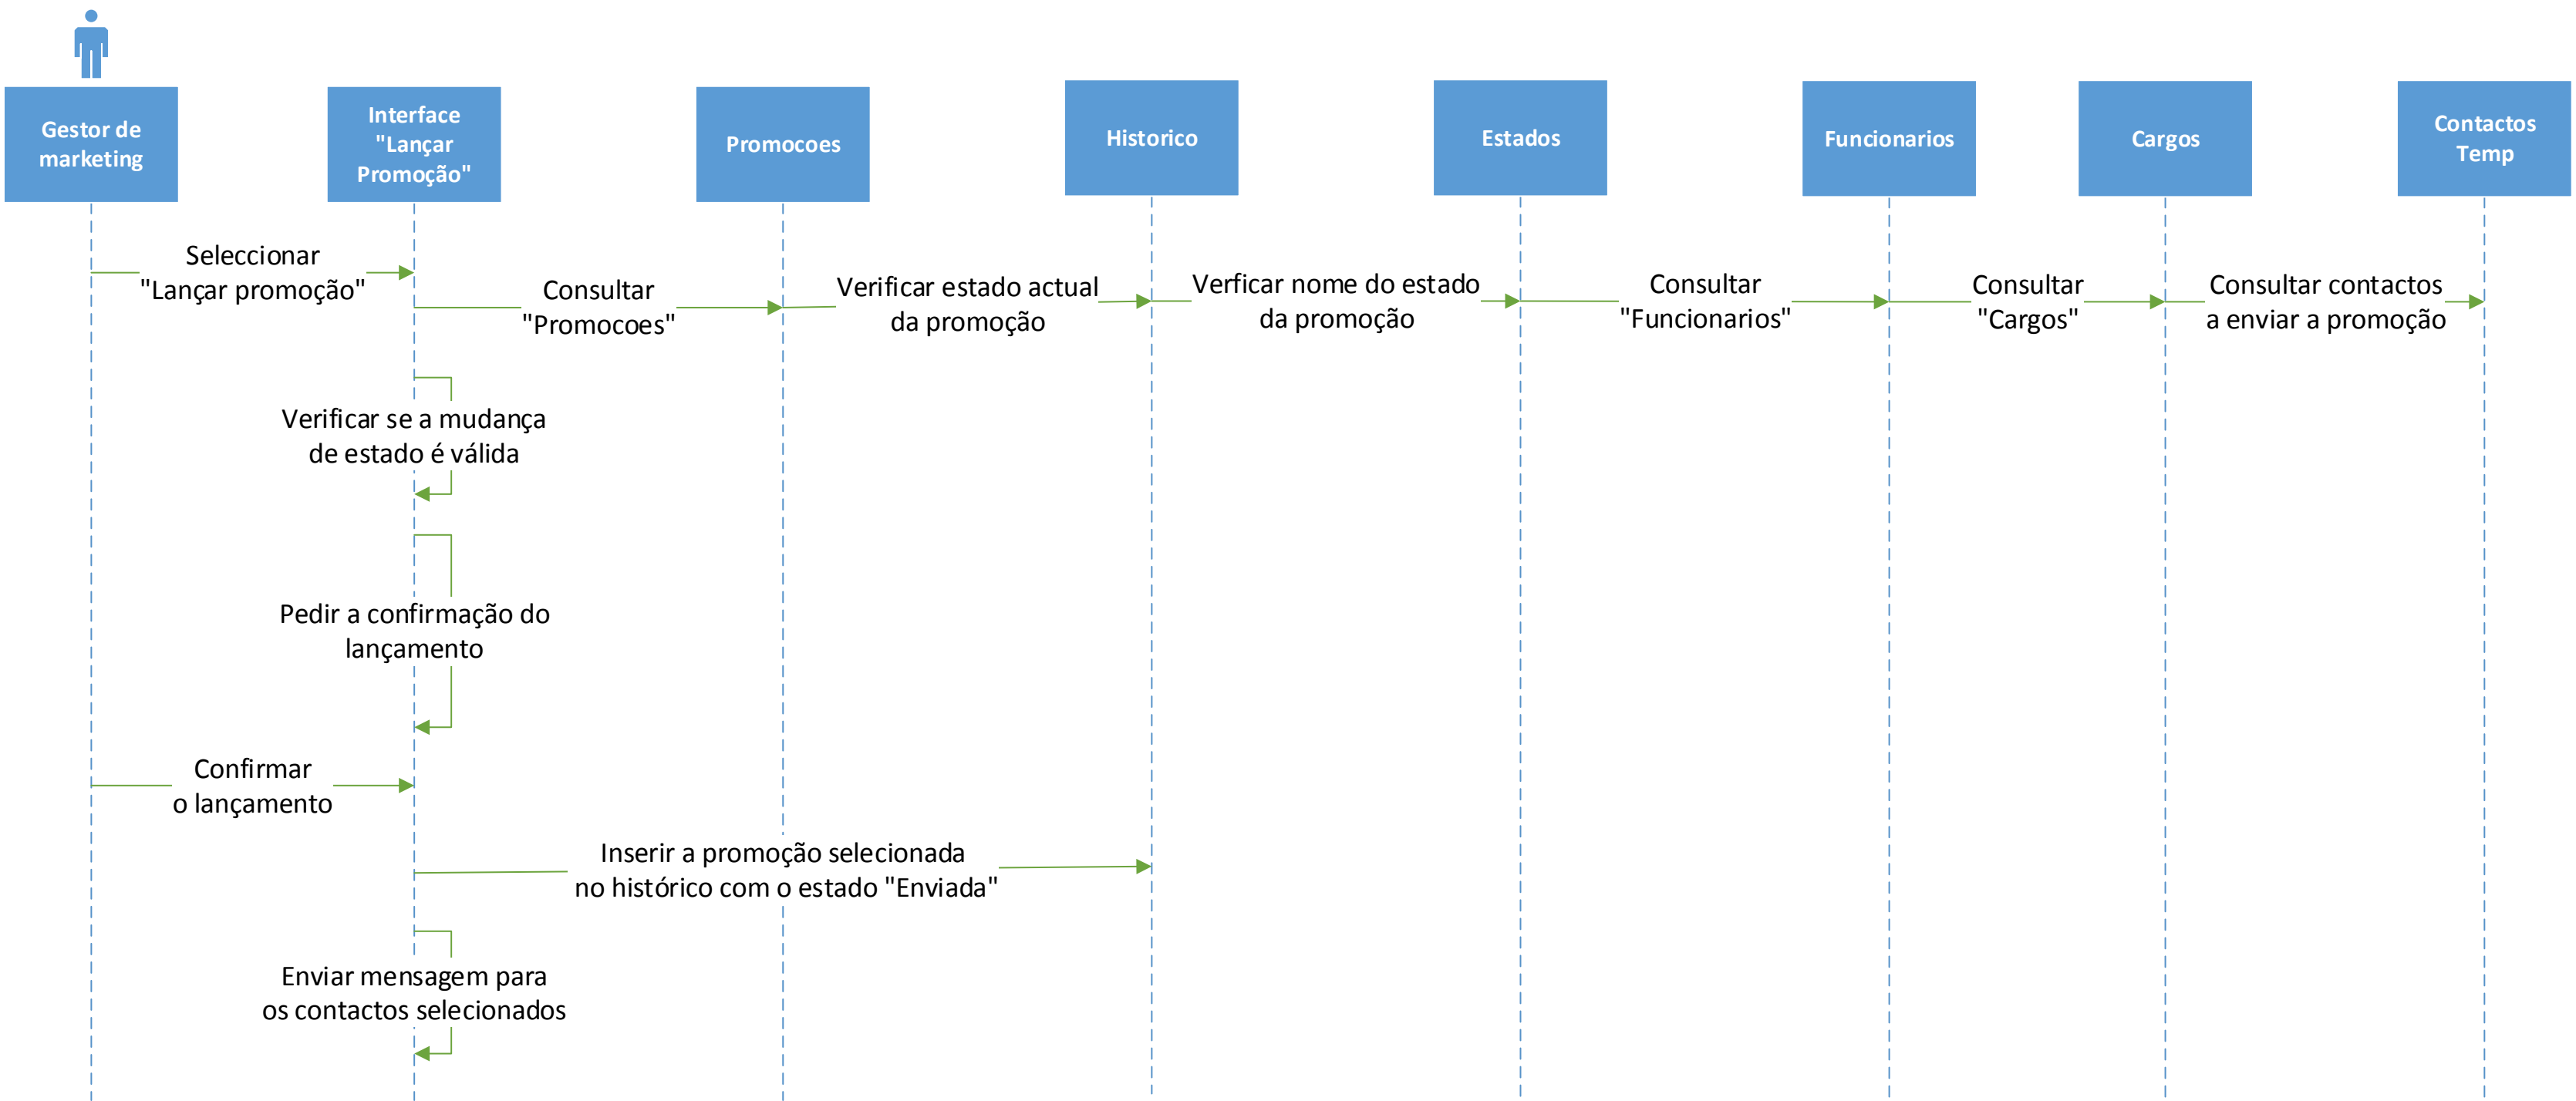 Gestor de
marketing
Interface
"Lançar
Promoção"
Promocoes
Historico
Estados
Funcionarios
Cargos
Contactos
Temp
Seleccionar
"Lançar promoção"
Consultar
"Promocoes"
Verificar estado actual
da promoção
Verficar nome do estado
da promoção
Consultar
"Funcionarios"
Consultar
"Cargos"
Consultar contactos
a enviar a promoção
Verificar se a mudança
de estado é válida
Pedir a confirmação do
lançamento
Confirmar
o lançamento
Inserir a promoção selecionada
no histórico com o estado "Enviada"
Enviar mensagem para
os contactos selecionados